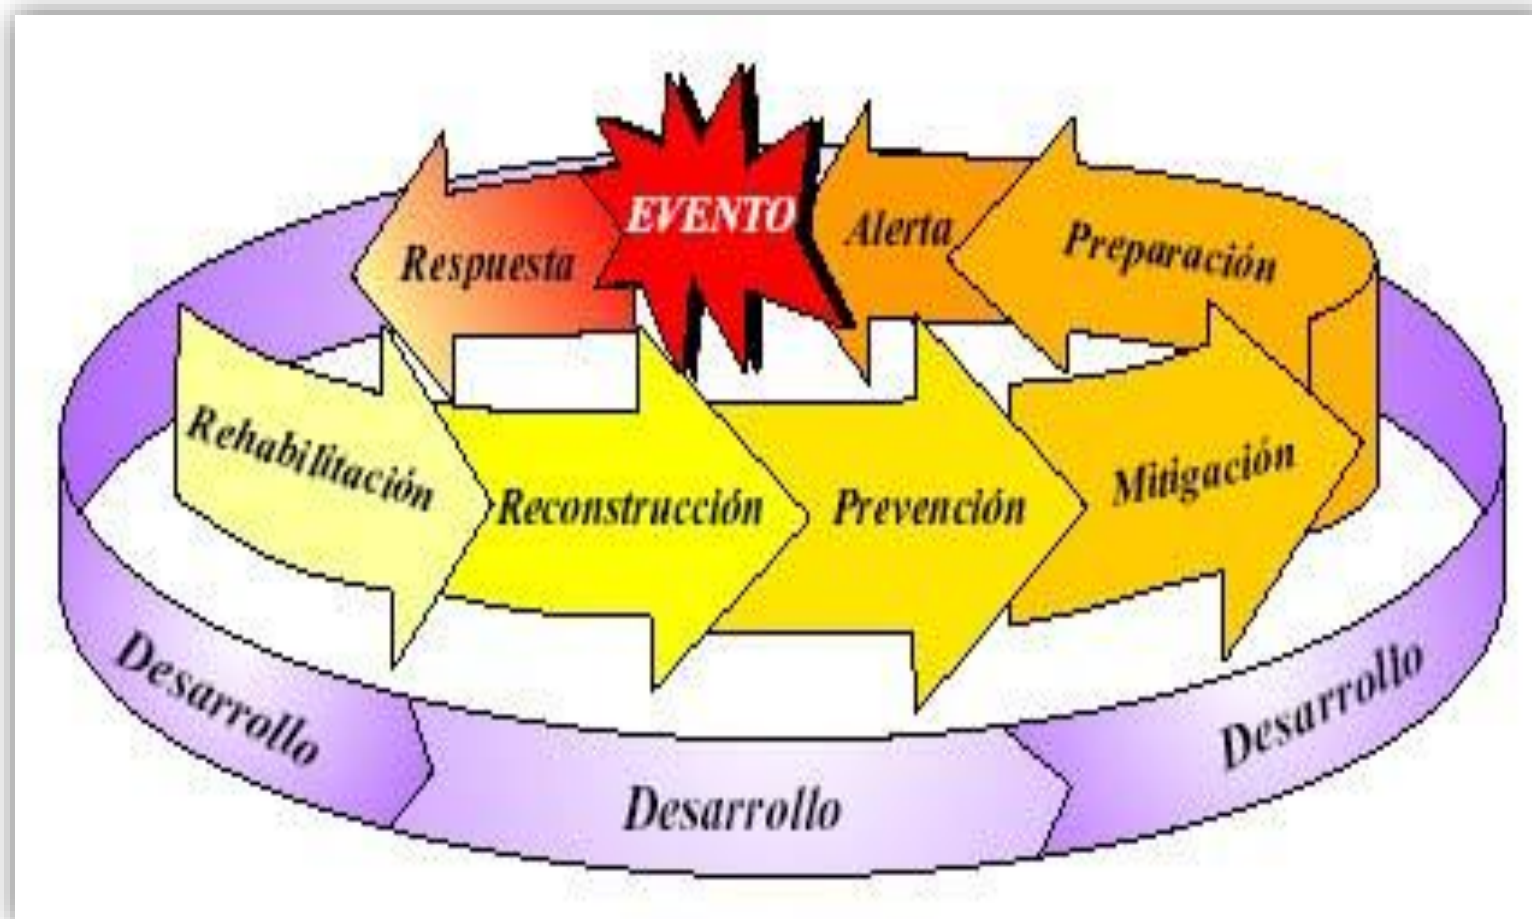 EVENTO
Alerta
Preparación
Respuesta
Rehabilitación
Reconstrucción
Prevención
Mitigación
Desarrollo
Desarrollo
Desarrollo